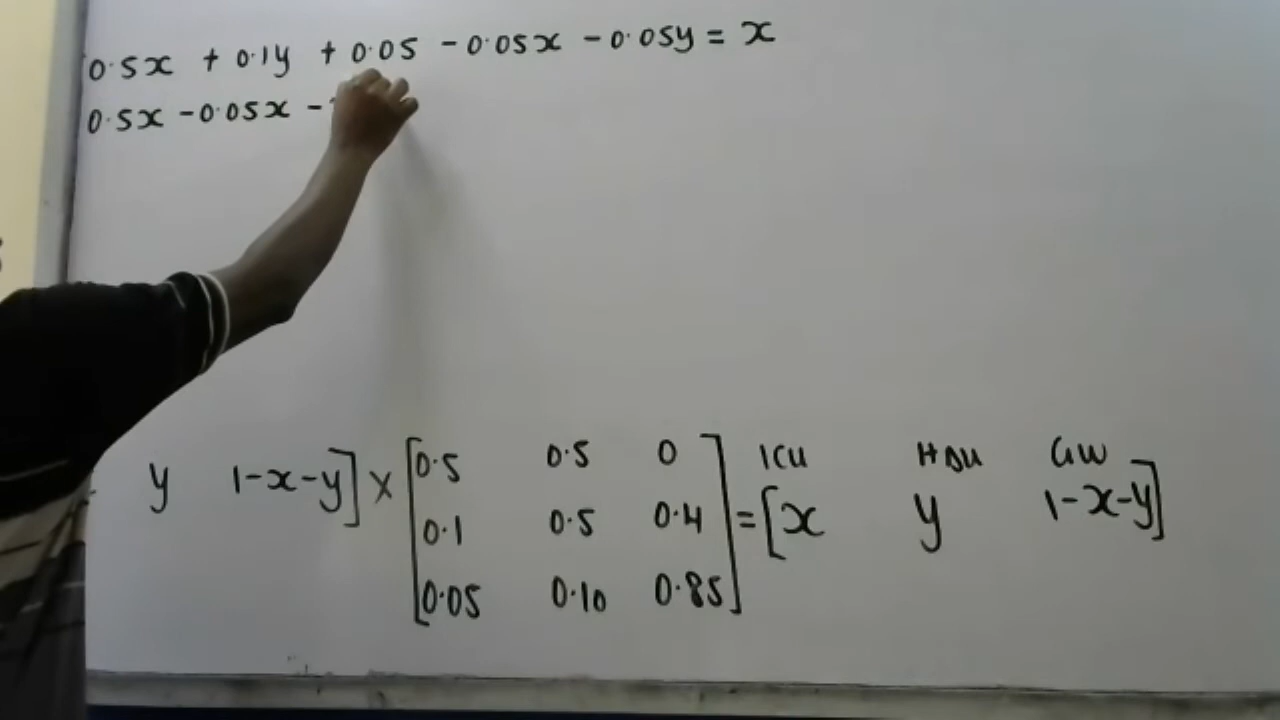 0.5x + 0.1y + 0.05 - 0.05x - 0.05y = x
0.5x - 0.05x -
ICU HDU GW
y 1-x-y] × [0.5 0.5 0 ] = [x y 1-x-y]
0.1 0.5 0.4
0.05 0.10 0.85